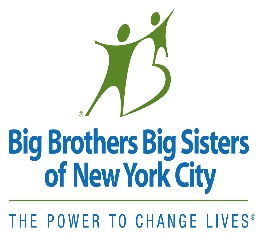 ®
Big Brothers Big Sisters
of New York City
THE POWER TO CHANGE LIVES®